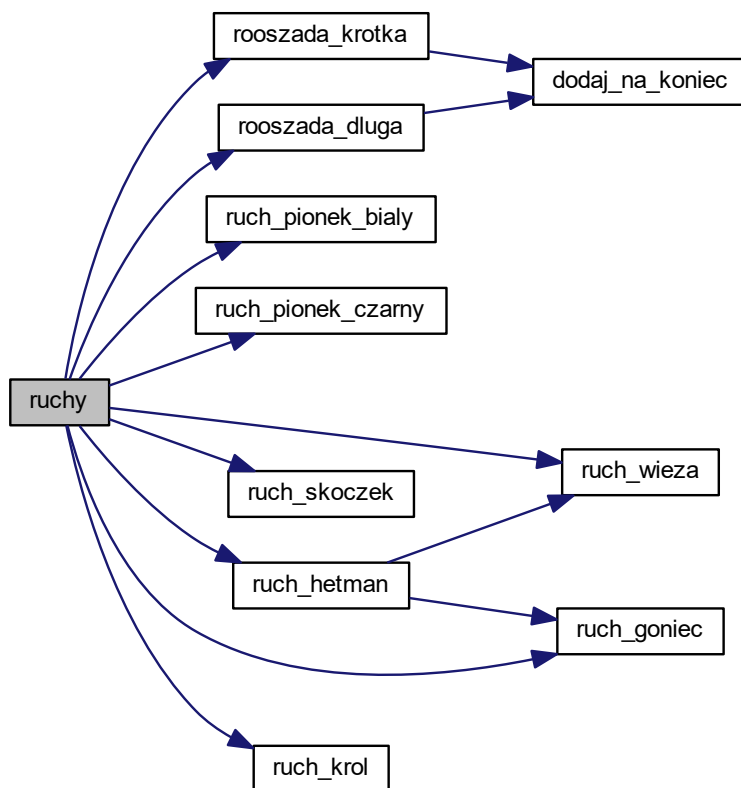 rooszada_krotka
dodaj_na_koniec
rooszada_dluga
ruch_pionek_bialy
ruch_pionek_czarny
ruchy
ruch_wieza
ruch_skoczek
ruch_hetman
ruch_goniec
ruch_krol